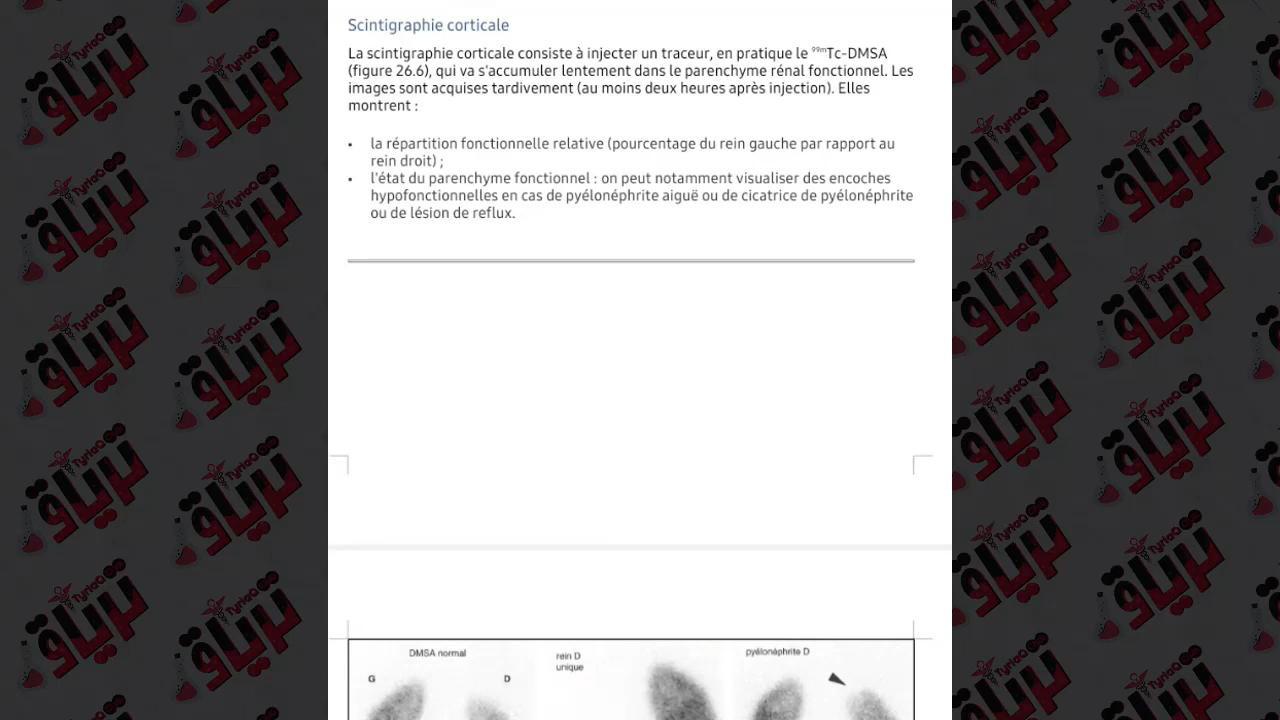 Scintigraphie corticale
La scintigraphie corticale consiste à injecter un traceur, en pratique le ⁹⁹ᵐTc-DMSA
(figure 26.6), qui va s'accumuler lentement dans le parenchyme rénal fonctionnel. Les
images sont acquises tardivement (au moins deux heures après injection). Elles
montrent :
• la répartition fonctionnelle relative (pourcentage du rein gauche par rapport au
rein droit) ;
• l'état du parenchyme fonctionnel : on peut notamment visualiser des encoches
hypofonctionnelles en cas de pyélonéphrite aiguë ou de cicatrice de pyélonéphrite
ou de lésion de reflux.
DMSA normal
rein D
unique
pyélonéphrite D
G
D
ترياق
TyriaQ